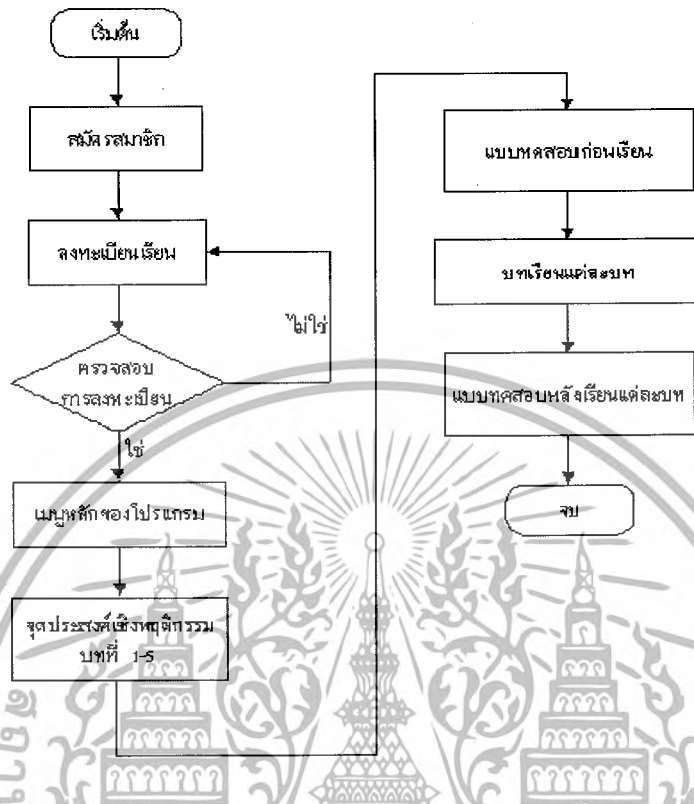 เริ่มต้น
สมัครสมาชิก
ลงทะเบียนเรียน
ไม่ใช่
ตรวจสอบ
การลงทะเบียน
ใช่
เมนูหลักของโปรแกรม
จุดประสงค์เชิงพฤติกรรม
บทที่ 1-5
แบบทดสอบก่อนเรียน
บทเรียนแต่ละบท
แบบทดสอบหลังเรียนแต่ละบท
จบ